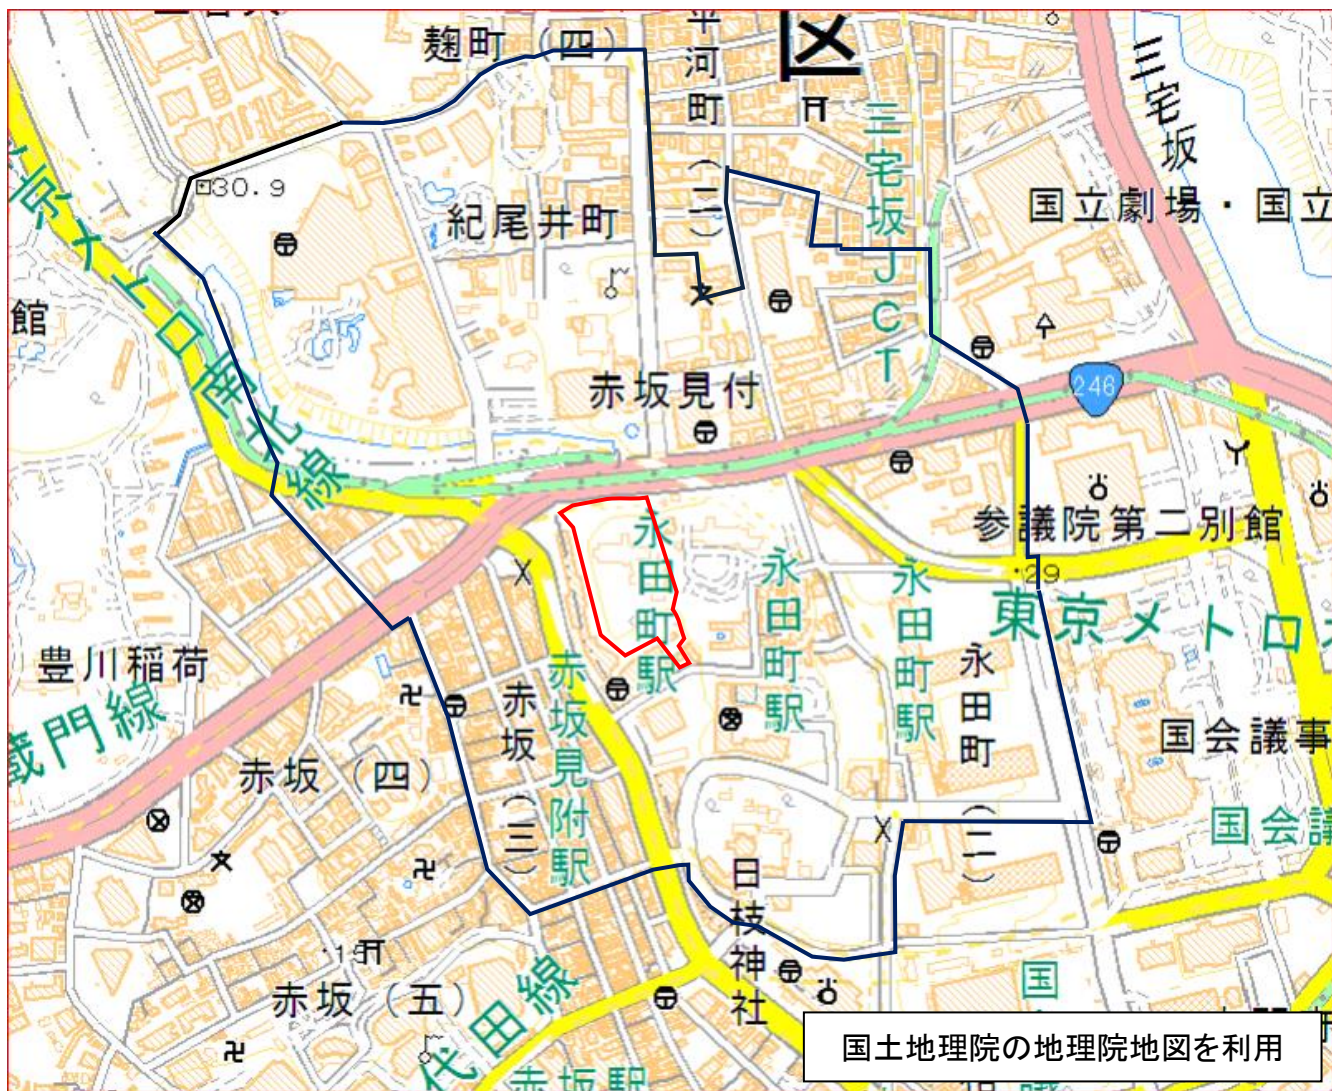 麹町（四）
平河町（二）
区
三宅坂
三宅坂JCT
30.9
紀尾井町
国立劇場・国立
京メトロ南北線
館
赤坂見付
246
参議院第二別館
29
永田町駅
永田町駅
永田町駅
東京メトロ
豊川稲荷
蔵門線
赤坂（三）
赤坂見附駅
永田町（二）
国会議事
赤坂（四）
国会議
日枝神社
赤坂（五）
代田線
赤坂駅
国
国土地理院の地理院地図を利用